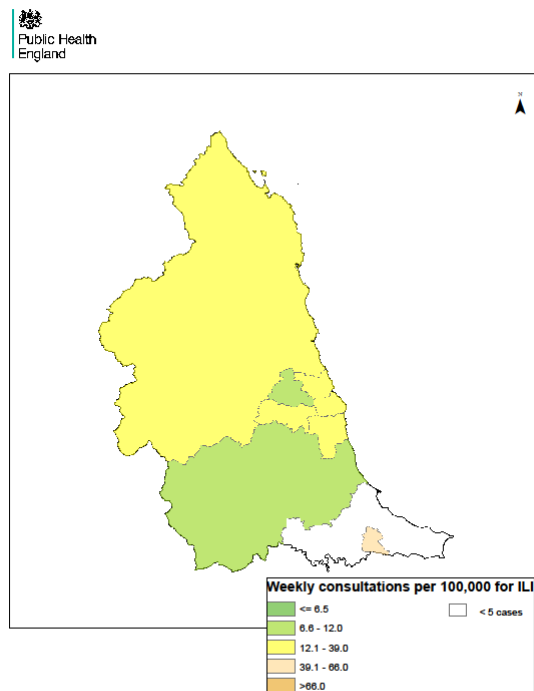 Public Health
England
N
Weekly consultations per 100,000 for ILI
<= 6.5
< 5 cases
6.6 - 12.0
12.1 - 39.0
39.1 - 66.0
>66.0